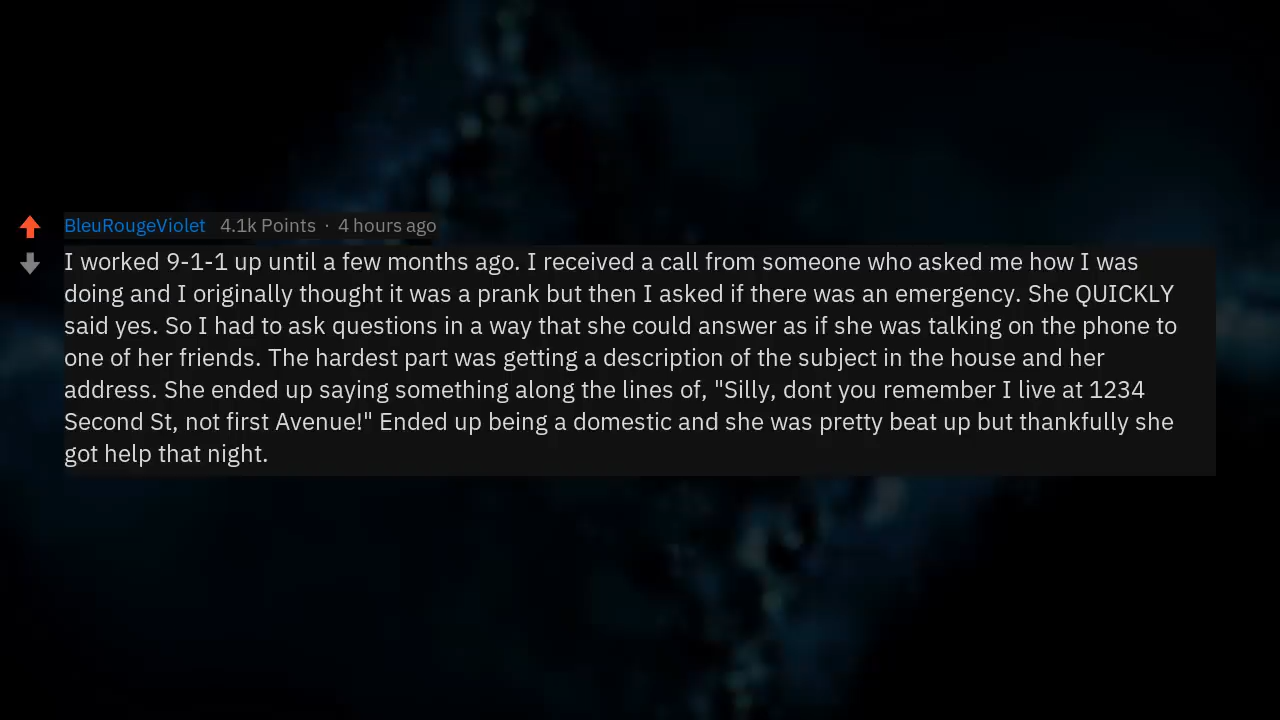 BleuRougeViolet 4.1k Points · 4 hours ago
I worked 9-1-1 up until a few months ago. I received a call from someone who asked me how I was
doing and I originally thought it was a prank but then I asked if there was an emergency. She QUICKLY
said yes. So I had to ask questions in a way that she could answer as if she was talking on the phone to
one of her friends. The hardest part was getting a description of the subject in the house and her
address. She ended up saying something along the lines of, "Silly, dont you remember I live at 1234
Second St, not first Avenue!" Ended up being a domestic and she was pretty beat up but thankfully she
got help that night.